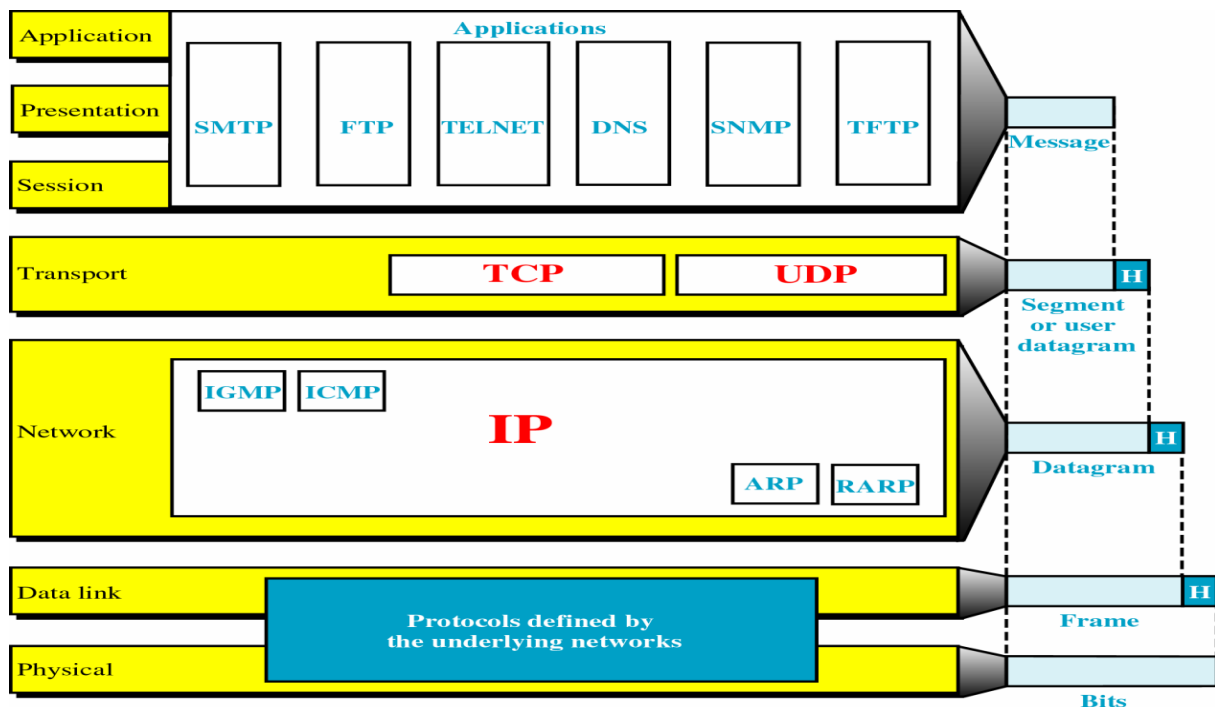 Application
Applications
Presentation
SMTP
FTP
TELNET
DNS
SNMP
TFTP
Message
Session
Transport
TCP
UDP
H
Segment
or user
datagram
IGMP
ICMP
Network
IP
H
Datagram
ARP
RARP
Data link
H
Frame
Protocols defined by
the underlying networks
Physical
Bits